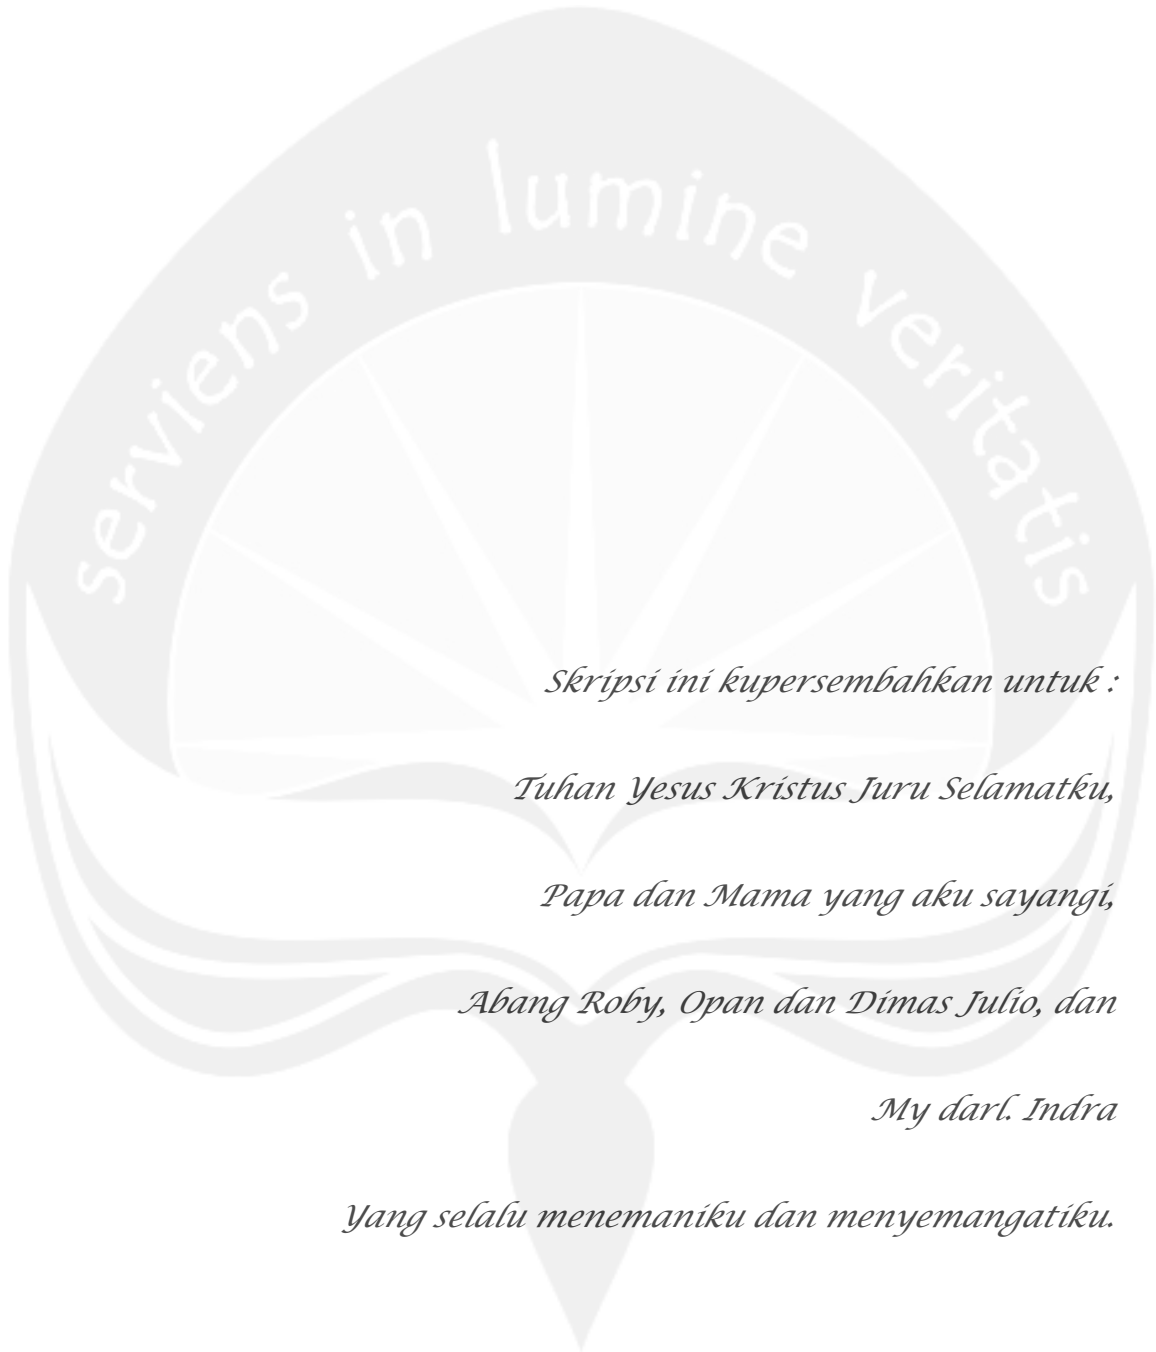 serviens in lumine veritatis
Skripsi ini kupersembahkan untuk :
Tuhan Yesus Kristus Juru Selamatku,
Papa dan Mama yang aku sayangi,
Abang Roby, Opan dan Dimas Julio, dan
My darl. Indra
Yang selalu menemaniku dan menyemangatiku.